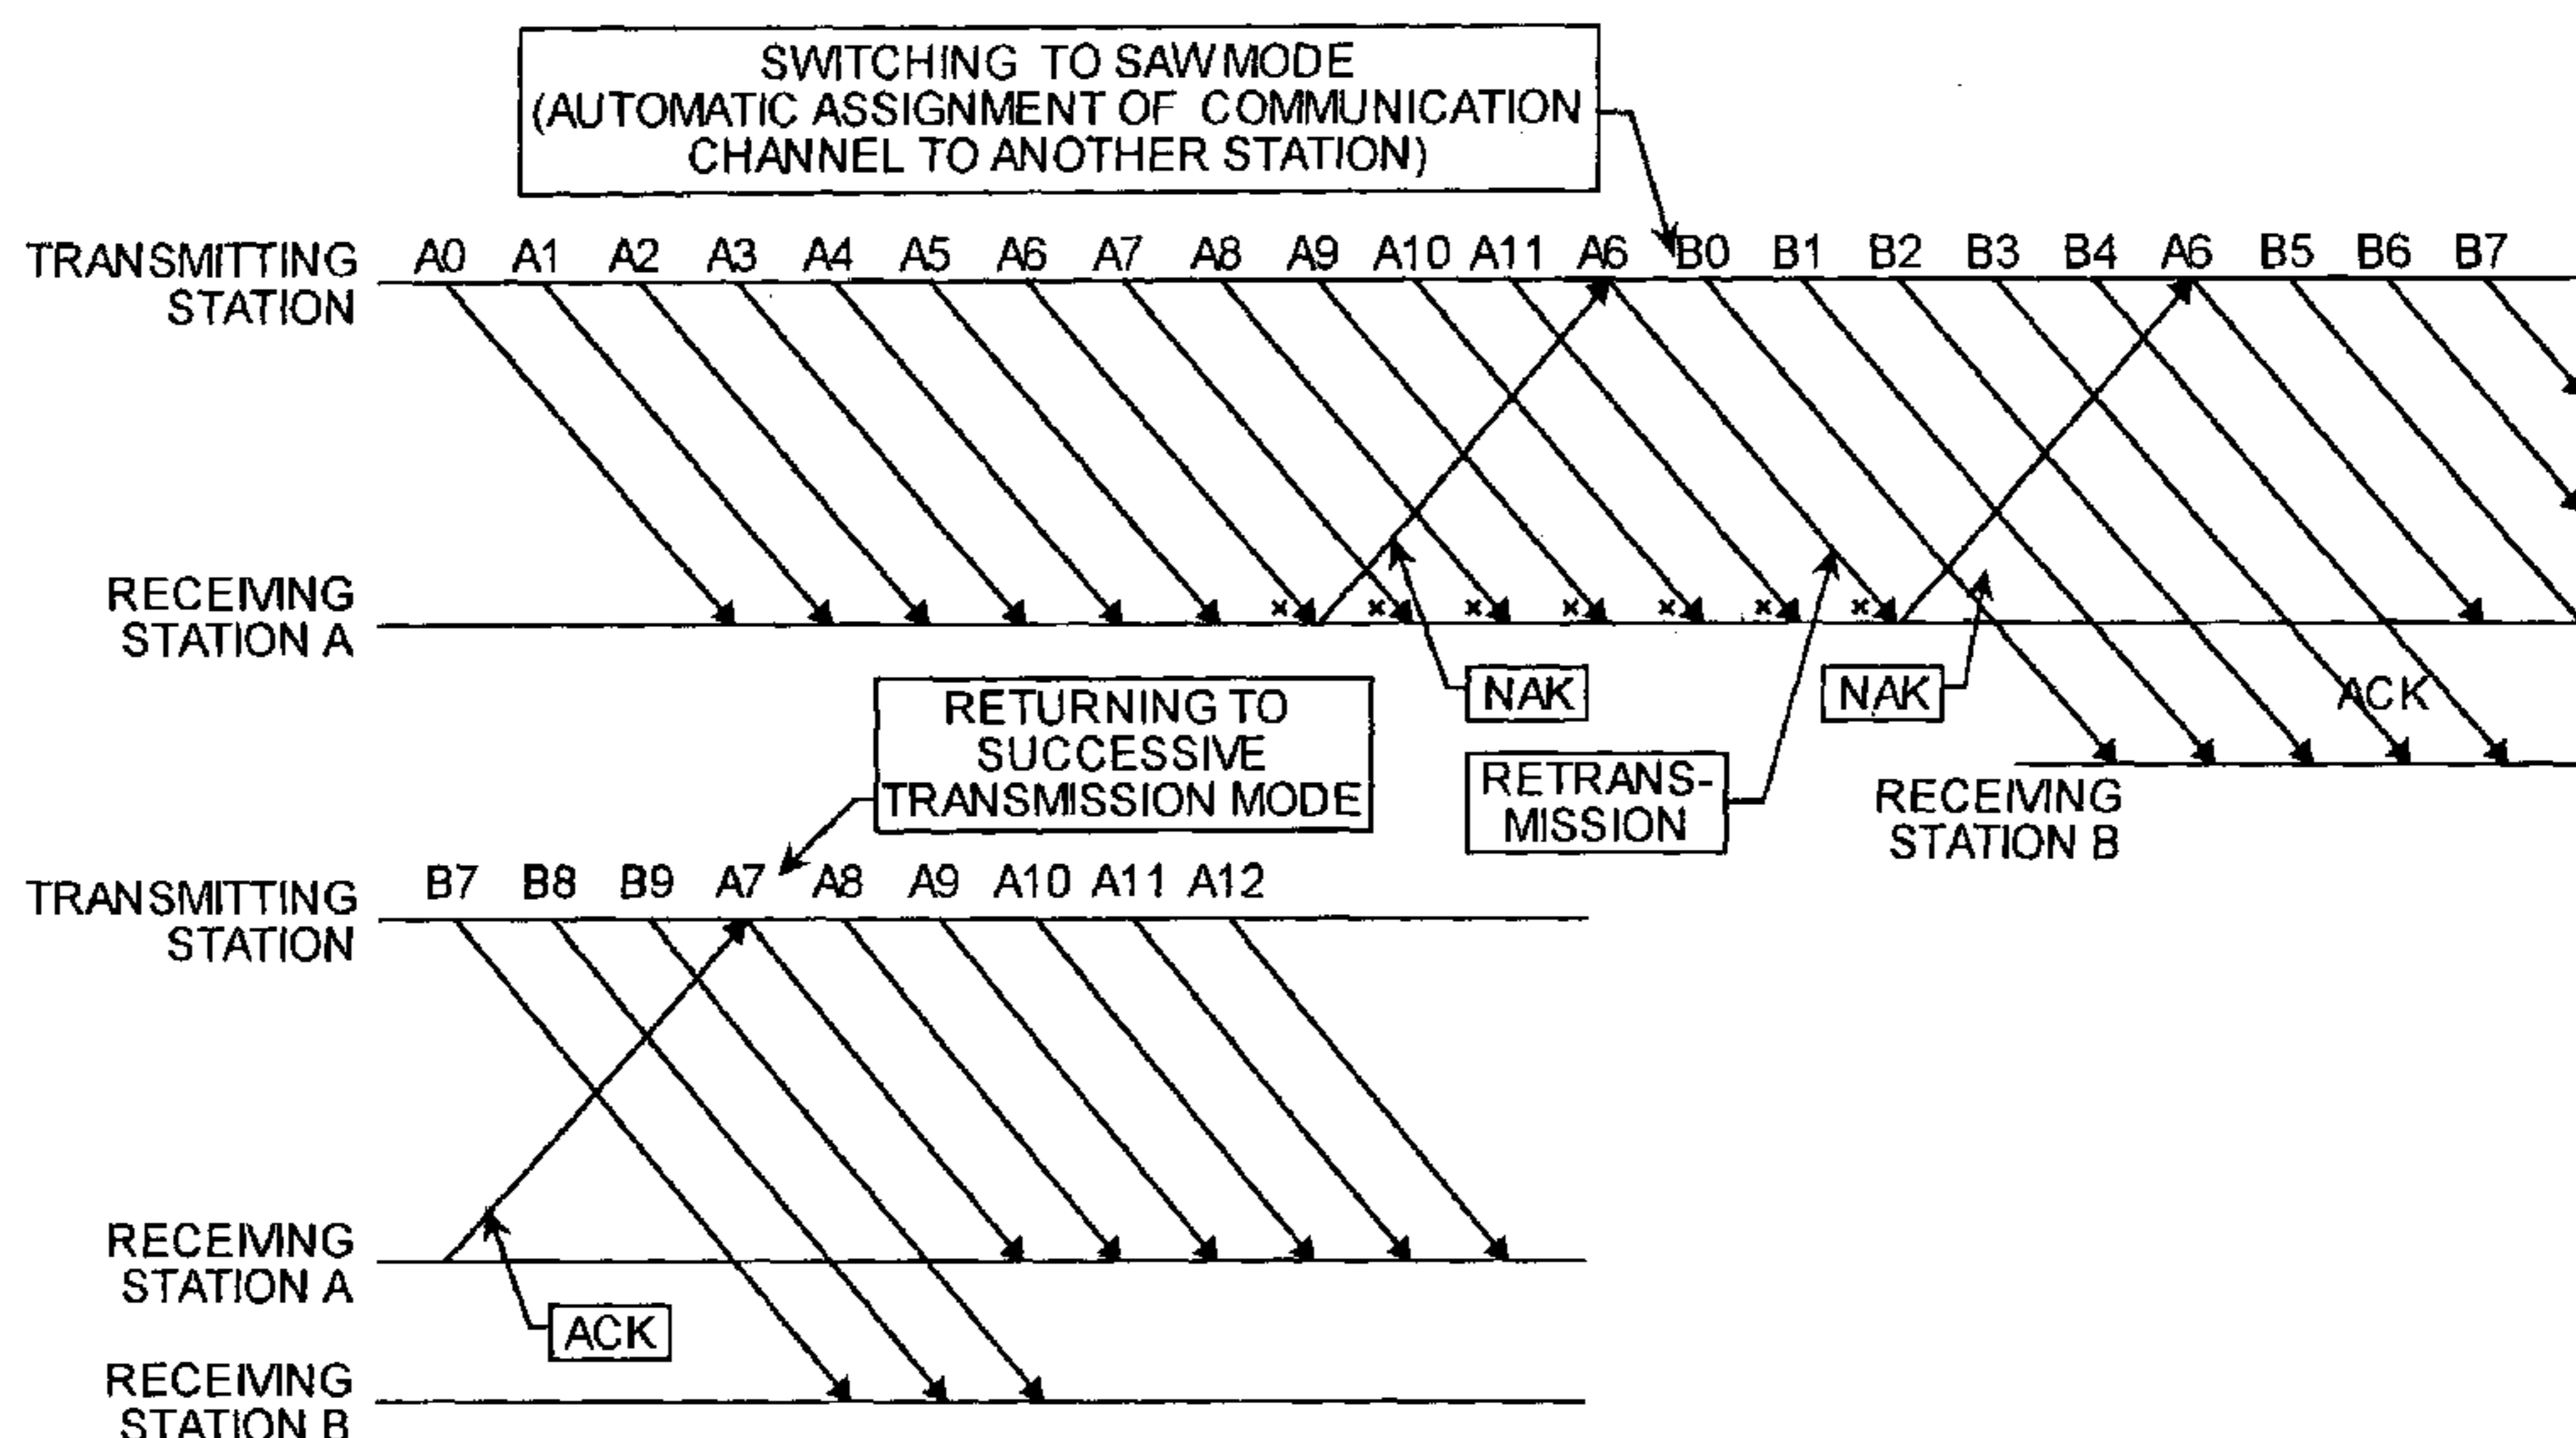 SWITCHING TO SAW MODE
(AUTOMATIC ASSIGNMENT OF COMMUNICATION
CHANNEL TO ANOTHER STATION)
TRANSMITTING
STATION
A0 A1 A2 A3 A4 A5 A6 A7 A8 A9 A10 A11 A6 B0 B1 B2 B3 B4 A6 B5 B6 B7
RECEIVING
STATION A
x x x x x x x
NAK
NAK
ACK
RETRANS-
MISSION
RECEIVING
STATION B
RETURNING TO
SUCCESSIVE
TRANSMISSION MODE
TRANSMITTING
STATION
B7 B8 B9 A7 A8 A9 A10 A11 A12
RECEIVING
STATION A
ACK
RECEIVING
STATION B